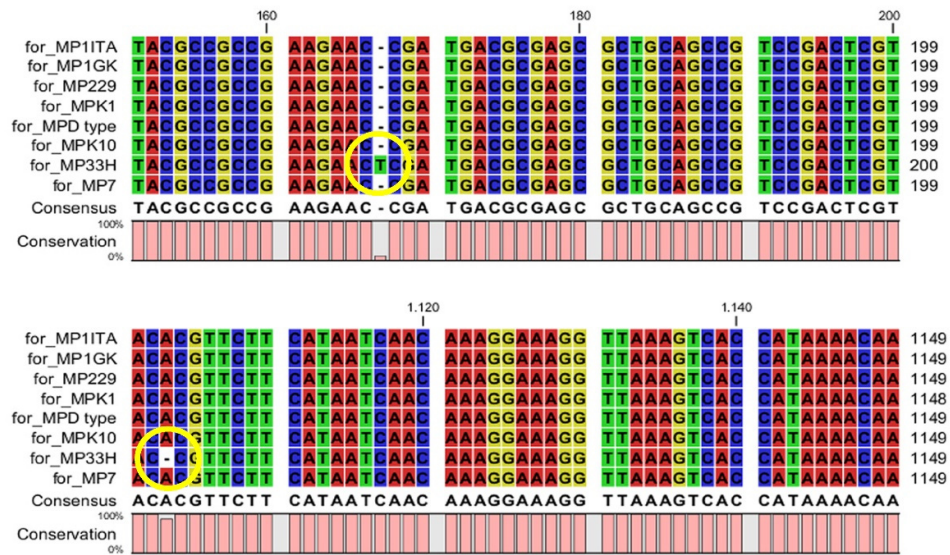 160 180 200
for_MP1ITA TACGCCGCCG AAGAAC-CGA TGACGCGAGC GCTGCAGCCG TCCGACTCGT 199
for_MP1GK TACGCCGCCG AAGAAC-CGA TGACGCGAGC GCTGCAGCCG TCCGACTCGT 199
for_MP229 TACGCCGCCG AAGAAC-CGA TGACGCGAGC GCTGCAGCCG TCCGACTCGT 199
for_MPK1 TACGCCGCCG AAGAAC-CGA TGACGCGAGC GCTGCAGCCG TCCGACTCGT 199
for_MPD type TACGCCGCCG AAGAAC-CGA TGACGCGAGC GCTGCAGCCG TCCGACTCGT 199
for_MPK10 TACGCCGCCG AAGAAC-CGA TGACGCGAGC GCTGCAGCCG TCCGACTCGT 199
for_MP33H TACGCCGCCG AAGAACTCGA TGACGCGAGC GCTGCAGCCG TCCGACTCGT 200
for_MP7 TACGCCGCCG AAGAAC-CGA TGACGCGAGC GCTGCAGCCG TCCGACTCGT 199
Consensus TACGCCGCCG AAGAAC-CGA TGACGCGAGC GCTGCAGCCG TCCGACTCGT
100%
Conservation
0%
1.120 1.140
for_MP1ITA ACACGTTCTT CATAATCAAC AAAGGAAAGG TTAAAGTCAC CATAAAACAA 1149
for_MP1GK ACACGTTCTT CATAATCAAC AAAGGAAAGG TTAAAGTCAC CATAAAACAA 1149
for_MP229 ACACGTTCTT CATAATCAAC AAAGGAAAGG TTAAAGTCAC CATAAAACAA 1149
for_MPK1 ACACGTTCTT CATAATCAAC AAAGGAAAGG TTAAAGTCAC CATAAAACAA 1148
for_MPD type ACACGTTCTT CATAATCAAC AAAGGAAAGG TTAAAGTCAC CATAAAACAA 1148
for_MPK10 ACACGTTCTT CATAATCAAC AAAGGAAAGG TTAAAGTCAC CATAAAACAA 1149
for_MP33H AC-CGTTCTT CATAATCAAC AAAGGAAAGG TTAAAGTCAC CATAAAACAA 1149
for_MP7 ACACGTTCTT CATAATCAAC AAAGGAAAGG TTAAAGTCAC CATAAAACAA 1149
Consensus ACACGTTCTT CATAATCAAC AAAGGAAAGG TTAAAGTCAC CATAAAACAA
100%
Conservation
0%